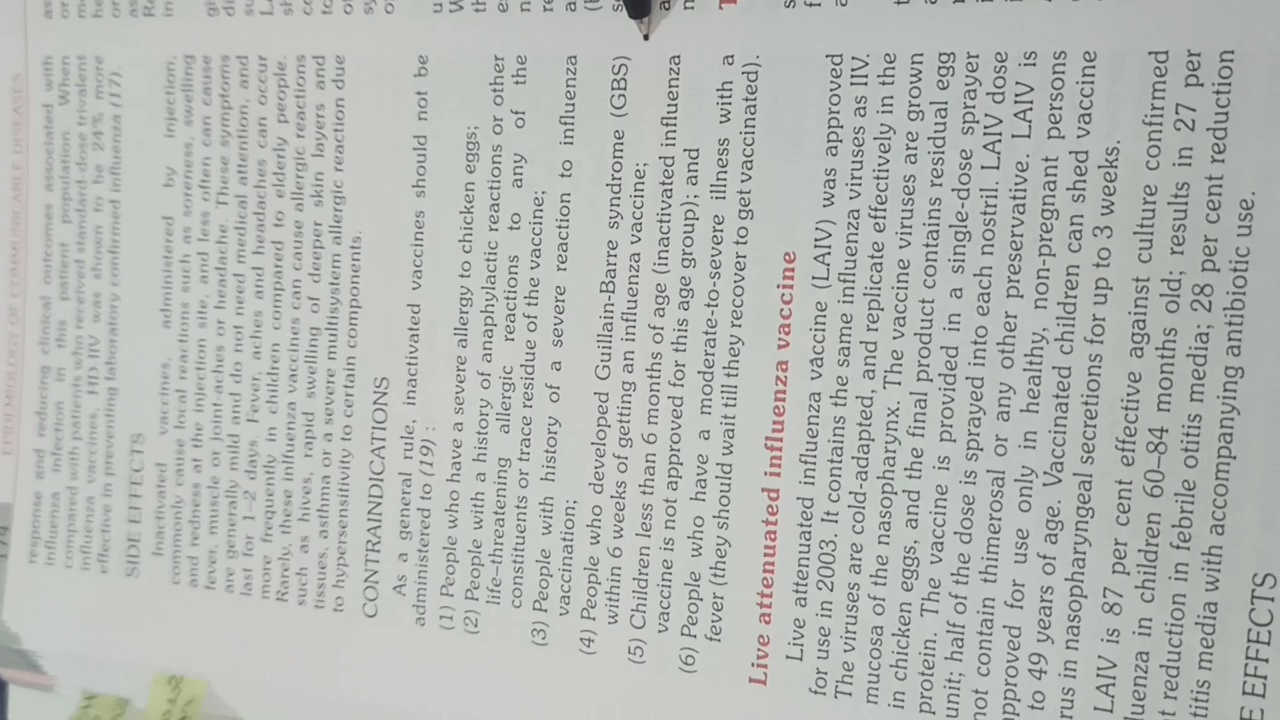 174
EPIDEMIOLOGY OF COMMUNICABLE DISEASES
response and reducing clinical outcomes associated with
influenza infection in this patient population. When
compared patients who received standard-dose trivalent
influenza vaccines, HD IIV was shown to be 24% more
effective in preventing laboratory confirmed influenza (17).
SIDE EFFECTS
Inactivated vaccines, administered by injection,
commonly cause local reactions such as soreness, swelling
and redness at the injection site, and less often can cause
fever, muscle or joint-aches or headache. These symptoms
are generally mild and do not need medical attention, and
last for 1–2 days. Fever, aches and headaches can occur
more frequently in children compared to elderly people.
Rarely, these influenza vaccines can cause allergic reactions
such as hives, rapid swelling of deeper skin layers and
tissues, asthma or a severe multisystem allergic reaction due
to hypersensitivity to certain components.
CONTRAINDICATIONS
As a general rule, inactivated vaccines should not be
administered to (19) :
(1) People who have a severe allergy to chicken eggs;
(2) People with a history of anaphylactic reactions or other
life-threatening allergic reactions to any of the
constituents or trace residue of the vaccine;
(3) People with history of a severe reaction to influenza
vaccination;
(4) People who developed Guillain-Barre syndrome (GBS)
within 6 weeks of getting an influenza vaccine;
(5) Children less than 6 months of age (inactivated influenza
vaccine is not approved for this age group); and
(6) People who have a moderate-to-severe illness with a
fever (they should wait till they recover to get vaccinated).
Live attenuated influenza vaccine
Live attenuated influenza vaccine (LAIV) was approved
for use in 2003. It contains the same influenza viruses as IIV.
The viruses are cold-adapted, and replicate effectively in the
mucosa of the nasopharynx. The vaccine viruses are grown
in chicken eggs, and the final product contains residual egg
protein. The vaccine is provided in a single-dose sprayer
unit; half of the dose is sprayed into each nostril. LAIV dose
not contain thimerosal or any other preservative. LAIV is
pproved for use only in healthy, non-pregnant persons
to 49 years of age. Vaccinated children can shed vaccine
rus in nasopharyngeal secretions for up to 3 weeks.
LAIV is 87 per cent effective against culture confirmed
luenza in children 60–84 months old; results in 27 per
t reduction in febrile otitis media; 28 per cent reduction
titis media with accompanying antibiotic use.
E EFFECTS